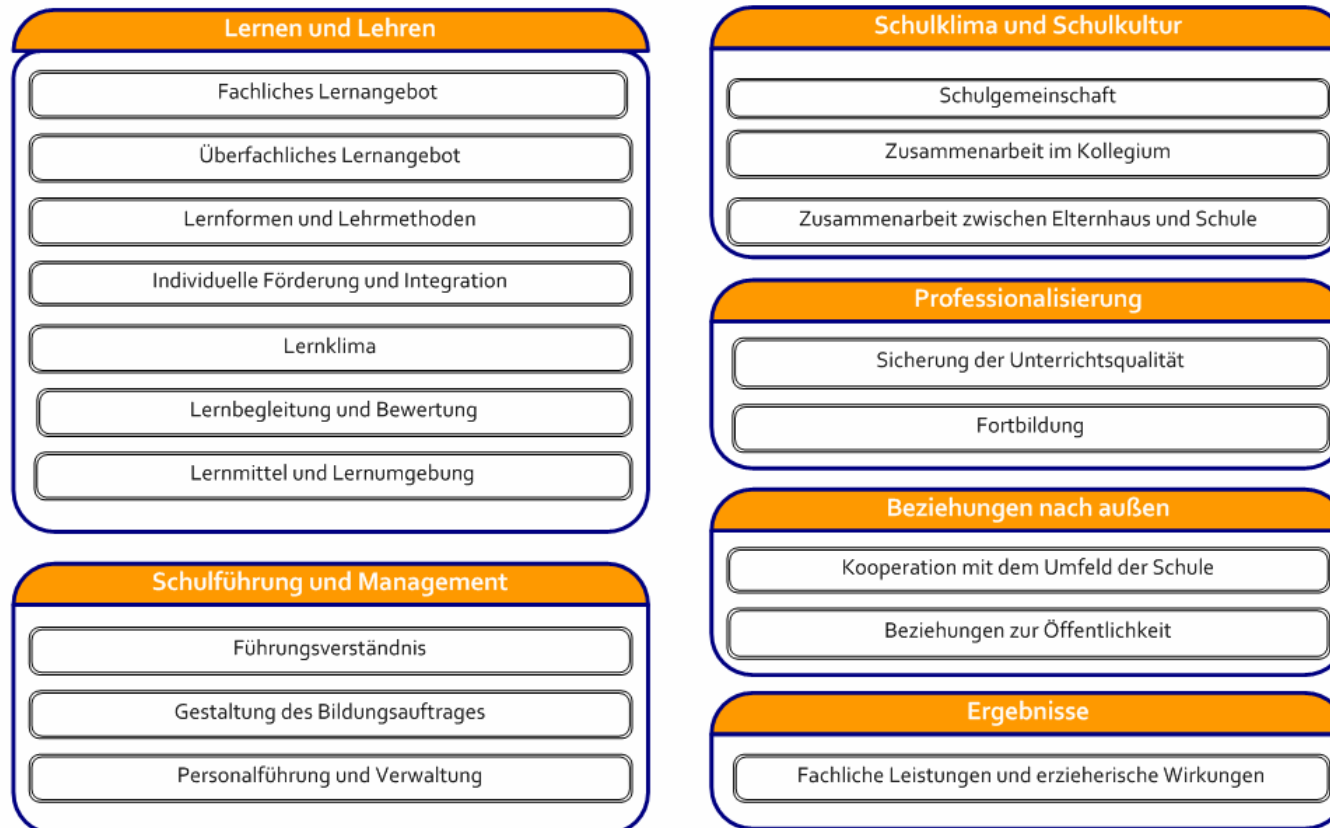 Lernen und Lehren
Fachliches Lernangebot
Überfachliches Lernangebot
Lernformen und Lehrmethoden
Individuelle Förderung und Integration
Lernklima
Lernbegleitung und Bewertung
Lernmittel und Lernumgebung
Schulführung und Management
Führungsverständnis
Gestaltung des Bildungsauftrages
Personalführung und Verwaltung
Schulklima und Schulkultur
Schulgemeinschaft
Zusammenarbeit im Kollegium
Zusammenarbeit zwischen Elternhaus und Schule
Professionalisierung
Sicherung der Unterrichtsqualität
Fortbildung
Beziehungen nach außen
Kooperation mit dem Umfeld der Schule
Beziehungen zur Öffentlichkeit
Ergebnisse
Fachliche Leistungen und erzieherische Wirkungen